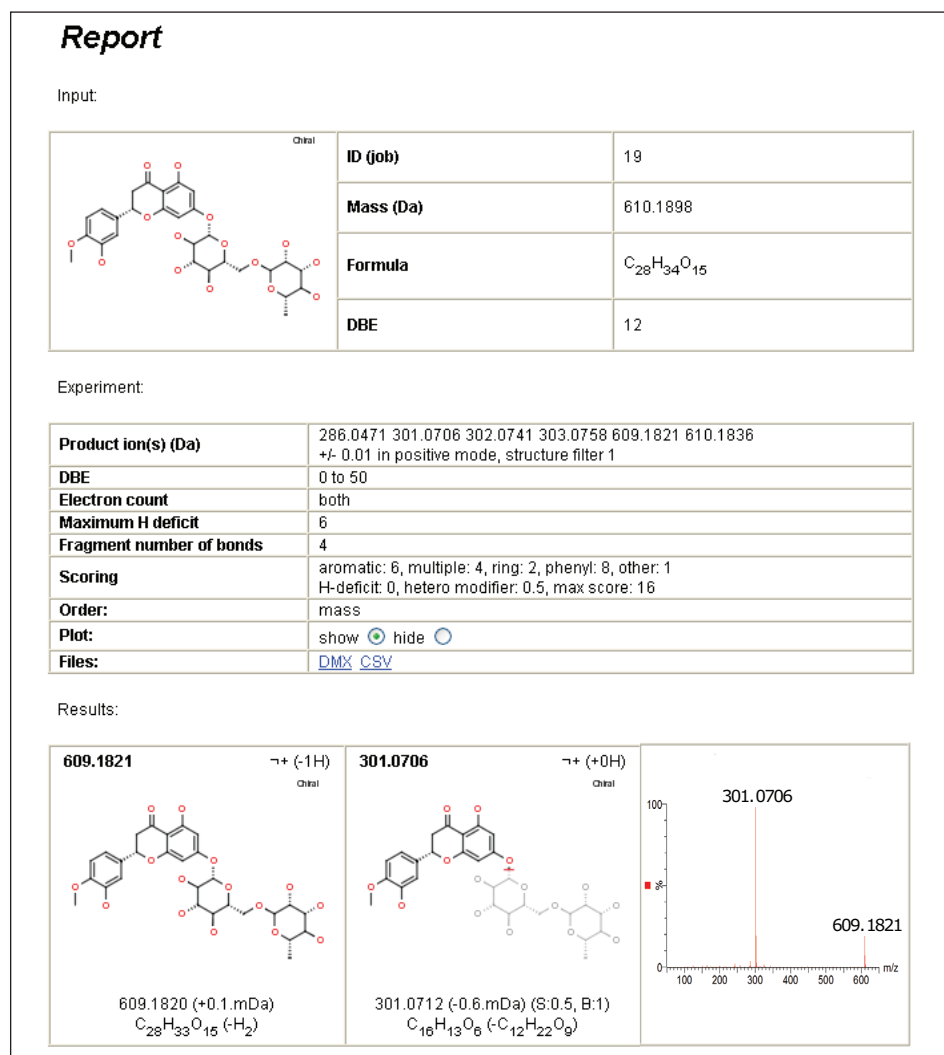 Report
Input:
Chiral
ID (job) 19
Mass (Da) 610.1898
Formula C28H34O15
DBE 12
Experiment:
Product ion(s) (Da) 286.0471 301.0706 302.0741 303.0758 609.1821 610.1836
+/- 0.01 in positive mode, structure filter 1
DBE 0 to 50
Electron count both
Maximum H deficit 6
Fragment number of bonds 4
Scoring aromatic: 6, multiple: 4, ring: 2, phenyl: 8, other: 1
H-deficit: 0, hetero modifier: 0.5, max score: 16
Order: mass
Plot: show hide
Files: DMX CSV
Results:
609.1821 ¬+ (-1H)
Chiral
609.1820 (+0.1.mDa)
C28H33O15 (-H2)
301.0706 ¬+ (+0H)
Chiral
301.0712 (-0.6.mDa) (S:0.5, B:1)
C16H13O6 (-C12H22O9)
301.0706
609.1821
100
%
0
100 200 300 400 500 600 m/z